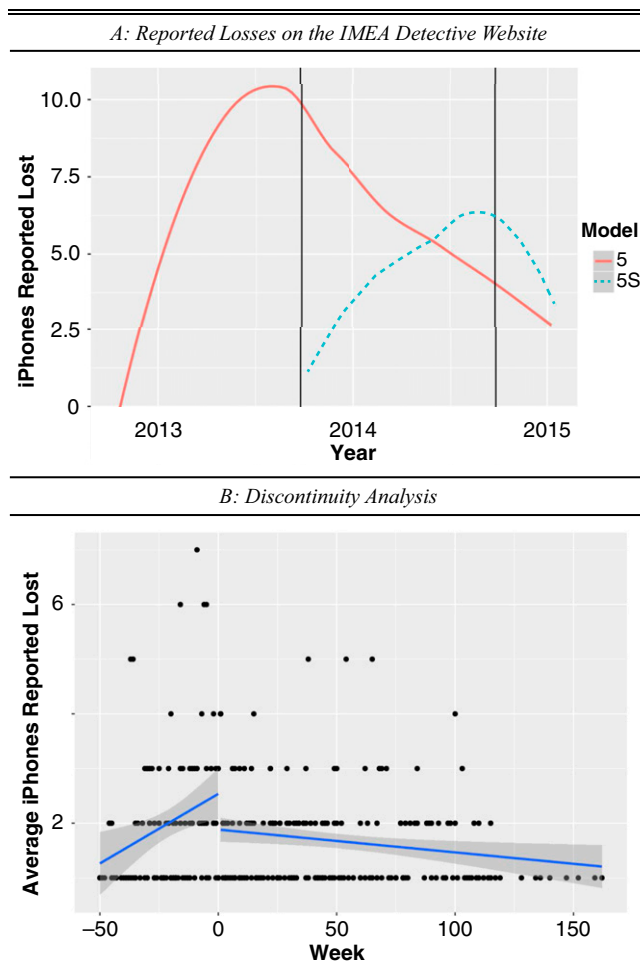 A: Reported Losses on the IMEA Detective Website
iPhones Reported Lost
10.0
7.5
5.0
2.5
0
2013 2014 2015
Year
Model
5
5S
B: Discontinuity Analysis
Average iPhones Reported Lost
6
2
−50 0 50 100 150
Week